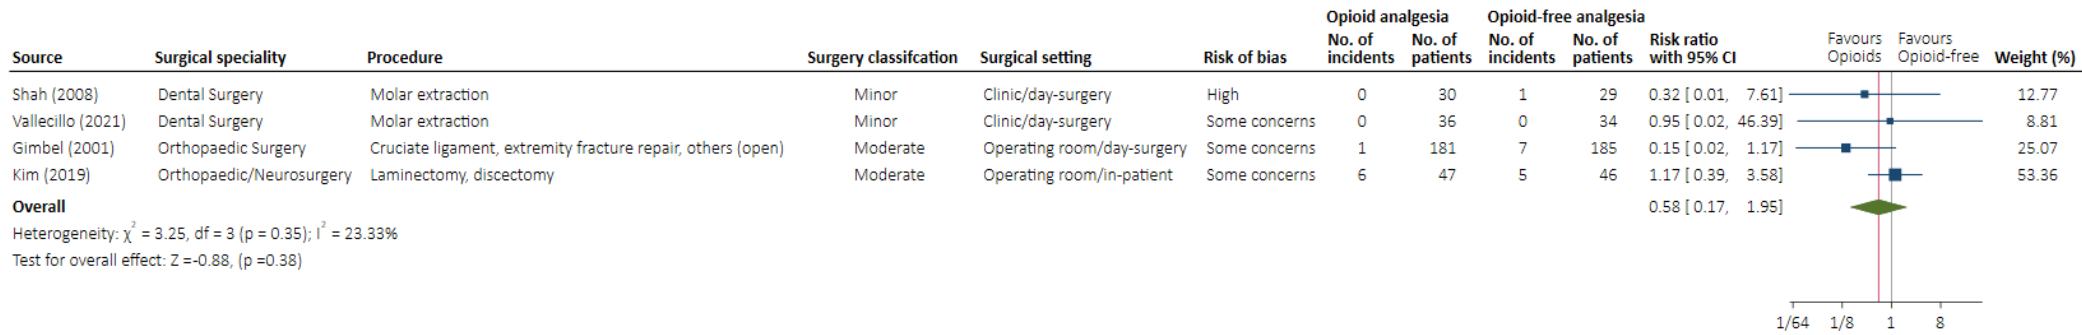 Opioid analgesia Opioid-free analgesia
No. of No. of No. of No. of Risk ratio Favours Favours
Source Surgical speciality Procedure Surgery classifcation Surgical setting Risk of bias incidents patients incidents patients with 95% CI Opioids Opioid-free Weight (%)
Shah (2008) Dental Surgery Molar extraction Minor Clinic/day-surgery High 0 30 1 29 0.32 [ 0.01, 7.61] 12.77
Vallecillo (2021) Dental Surgery Molar extraction Minor Clinic/day-surgery Some concerns 0 36 0 34 0.95 [ 0.02, 46.39] 8.81
Gimbel (2001) Orthopaedic Surgery Cruciate ligament, extremity fracture repair, others (open) Moderate Operating room/day-surgery Some concerns 1 181 7 185 0.15 [ 0.02, 1.17] 25.07
Kim (2019) Orthopaedic/Neurosurgery Laminectomy, discectomy Moderate Operating room/in-patient Some concerns 6 47 5 46 1.17 [ 0.39, 3.58] 53.36
Overall 0.58 [ 0.17, 1.95]
Heterogeneity: χ² = 3.25, df = 3 (p = 0.35); I² = 23.33%
Test for overall effect: Z =-0.88, (p =0.38)
1/64 1/8 1 8